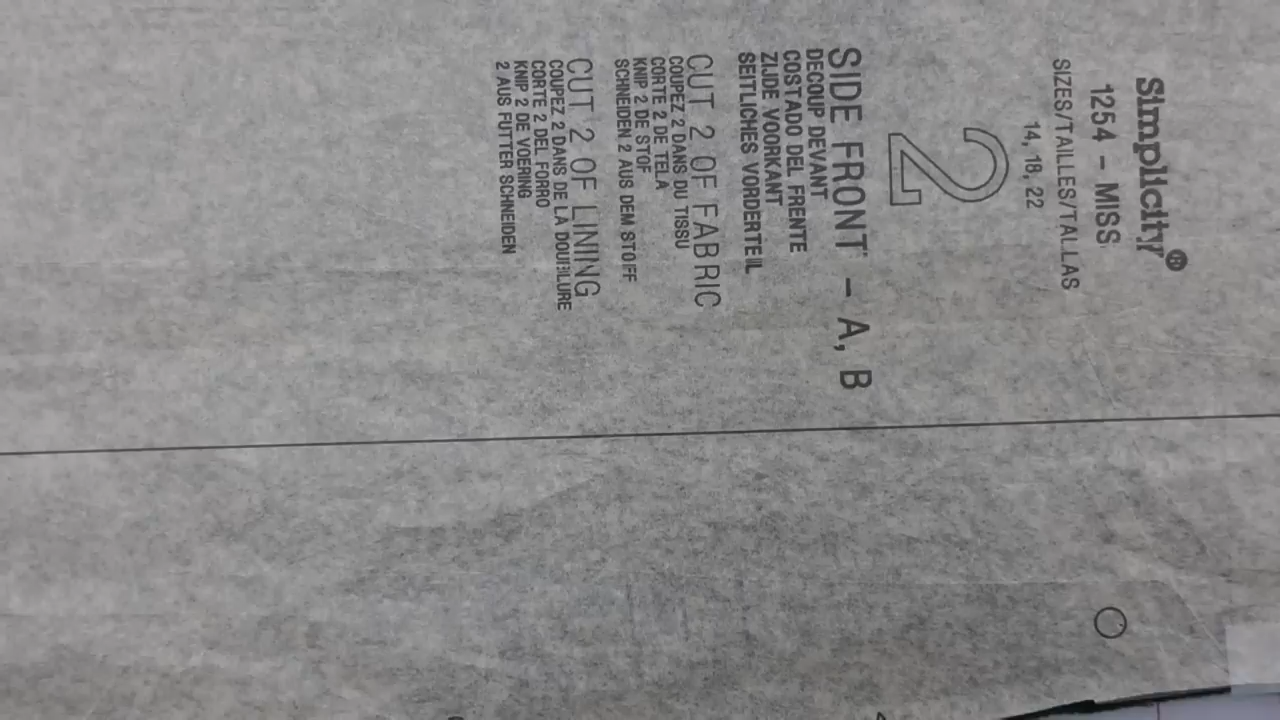 Simplicity®
1254 - MISS
SIZES/TAILLES/TALLAS
14, 18, 22
2
SIDE FRONT - A, B
DECOUP DEVANT
COSTADO DEL FRENTE
ZIJDE VOORKANT
SEITLICHES VORDERTEIL
CUT 2 OF FABRIC
COUPEZ 2 DANS DU TISSU
CORTE 2 DE TELA
KNIP 2 DE STOF
SCHNEIDEN 2 AUS DEM STOFF
CUT 2 OF LINING
COUPEZ 2 DANS DE LA DOUBLURE
CORTE 2 DEL FORRO
KNIP 2 DE VOERING
2 AUS FUTTER SCHNEIDEN